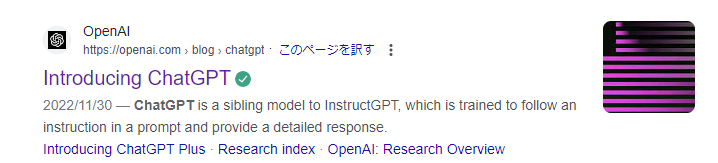 OpenAI
https://openai.com › blog › chatgpt · このページを訳す
Introducing ChatGPT
2022/11/30 — ChatGPT is a sibling model to InstructGPT, which is trained to follow an
instruction in a prompt and provide a detailed response.
Introducing ChatGPT Plus · Research index · OpenAI: Research Overview